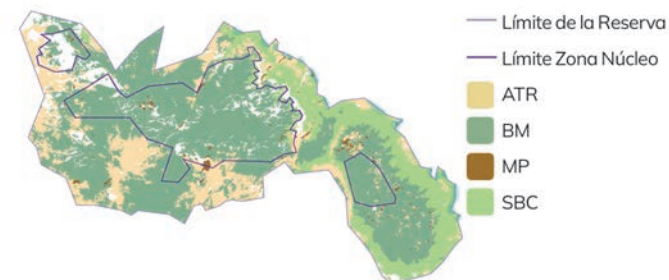 Límite de la Reserva
Límite Zona Núcleo
ATR
BM
MP
SBC